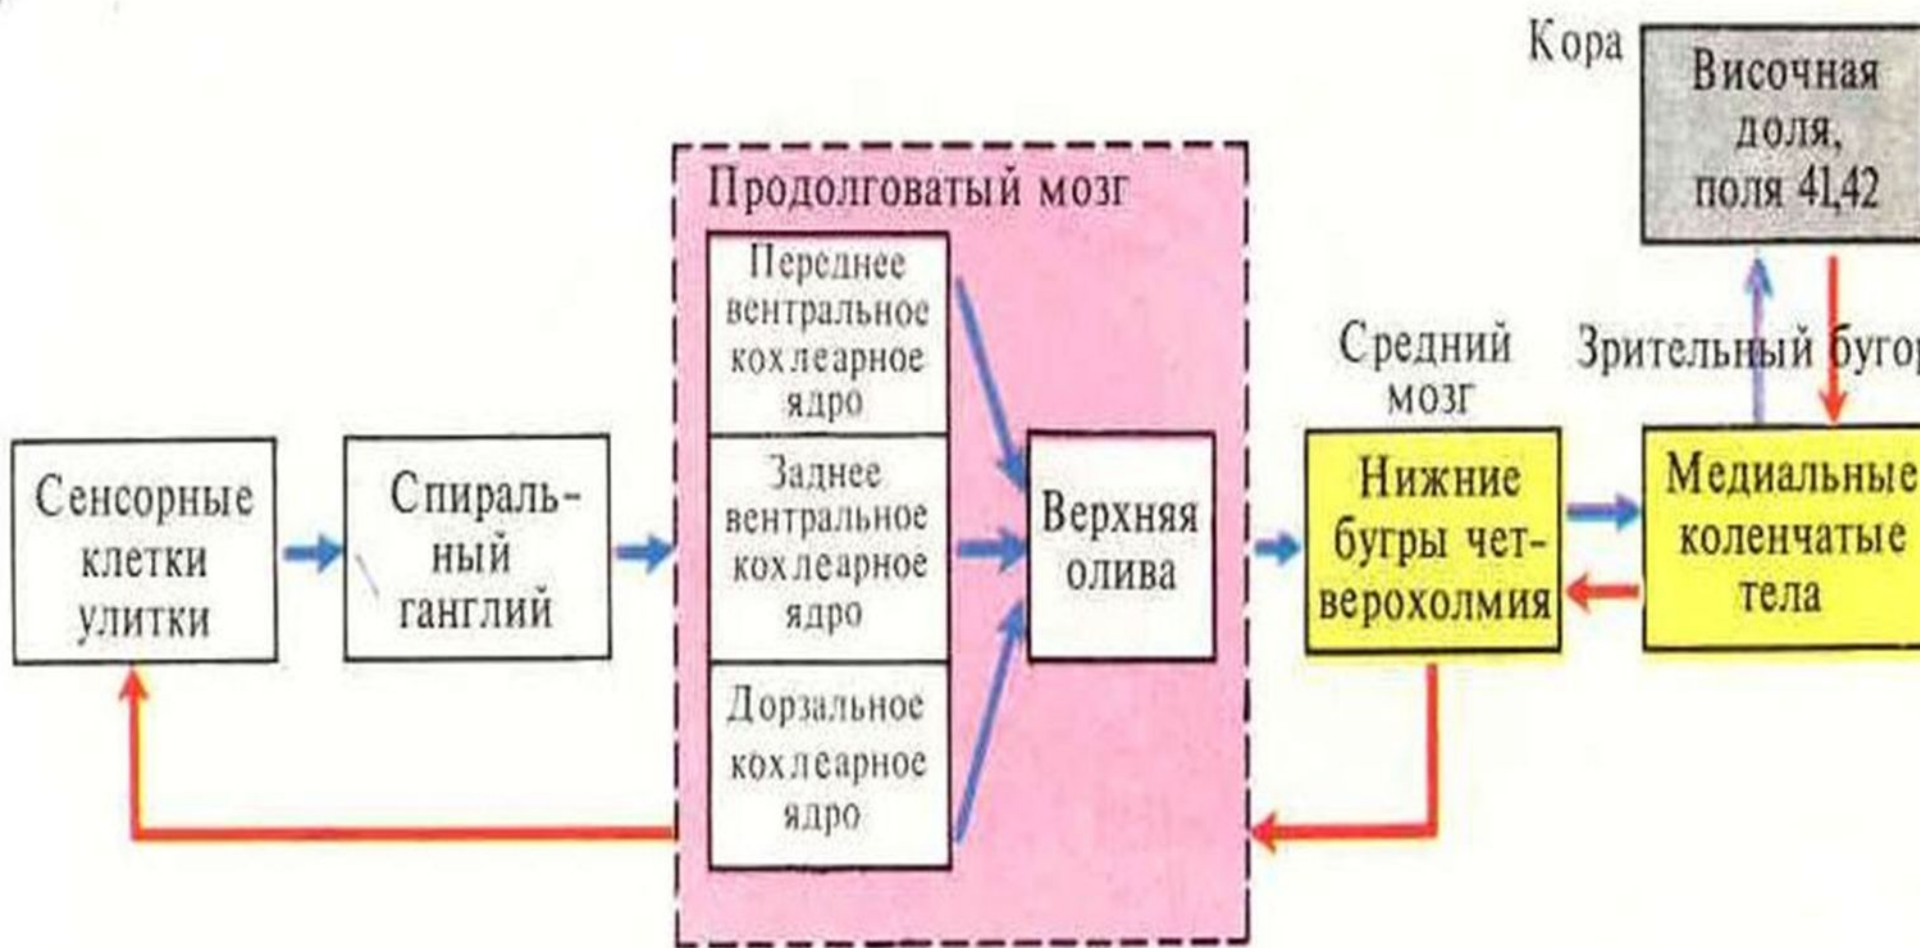 Кора
Височная
доля,
поля 41,42
Продолговатый мозг
Переднее
вентральное
кохлеарное
ядро
Заднее
вентральное
кохлеарное
ядро
Дорзальное
кохлеарное
ядро
Верхняя
олива
Сенсорные
клетки
улитки
Спираль-
ный
ганглий
Средний
мозг
Нижние
бугры чет-
верохолмия
Зрительный бугор
Медиальные
коленчатые
тела